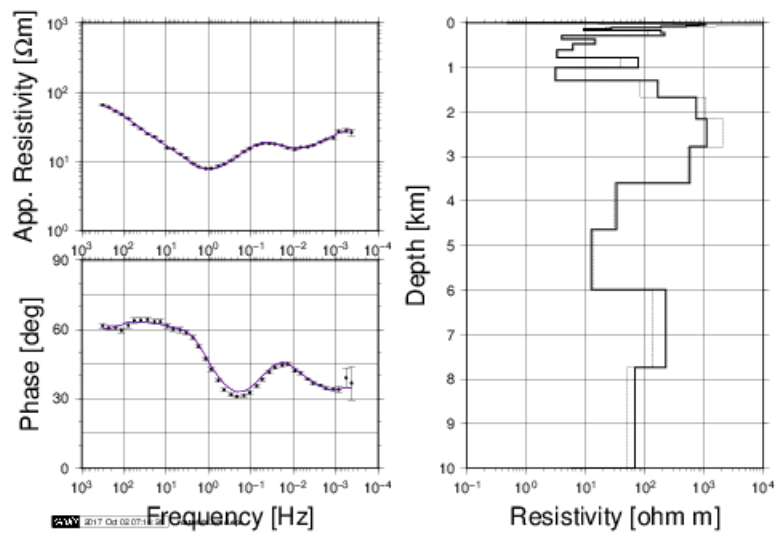 App. Resistivity [Ωm]
10³
10²
10¹
10⁰
10³ 10² 10¹ 10⁰ 10⁻¹ 10⁻² 10⁻³ 10⁻⁴
Phase [deg]
90
60
30
0
10³ 10² 10¹ 10⁰ 10⁻¹ 10⁻² 10⁻³ 10⁻⁴
Frequency [Hz]
2017 Oct 02 07:1
Depth [km]
0
1
2
3
4
5
6
7
8
9
10
10⁻¹ 10⁰ 10¹ 10² 10³ 10⁴
Resistivity [ohm m]